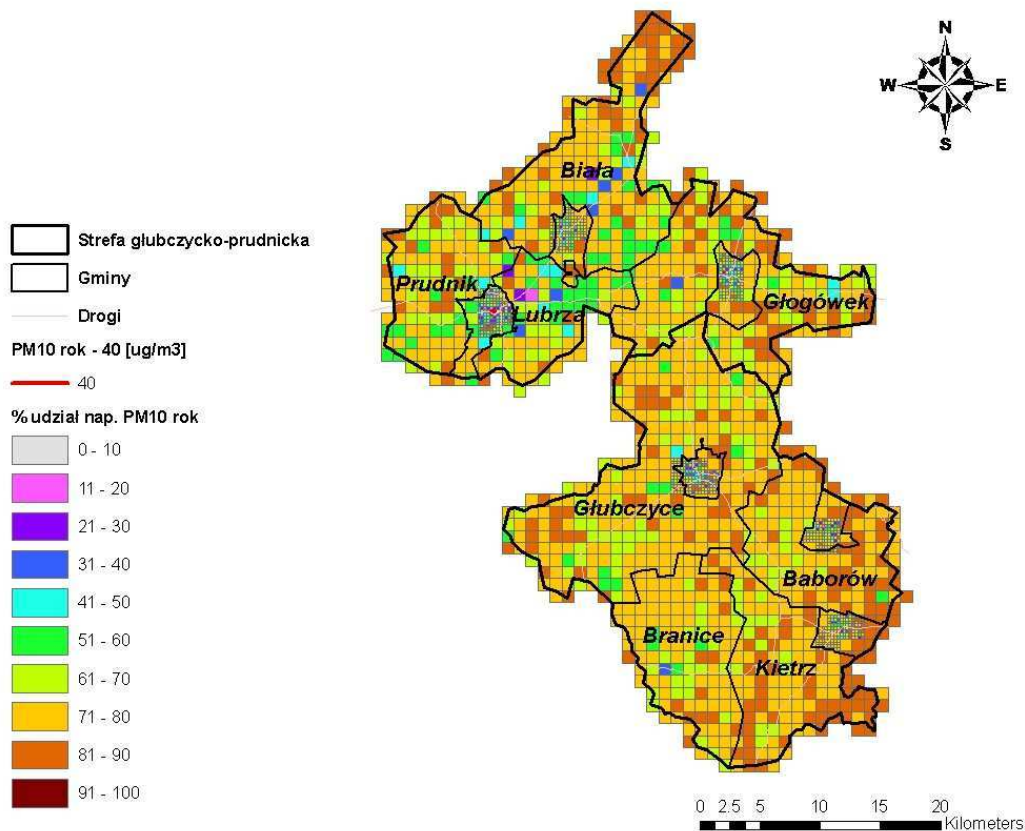 N
W E
S
Biała
Prudnik
Lubrza
Głogówek
Głubczyce
Baborów
Branice
Kietrz
Strefa głubczycko-prudnicka
Gminy
Drogi
PM10 rok - 40 [ug/m3]
40
% udział nap. PM10 rok
0 - 10
11 - 20
21 - 30
31 - 40
41 - 50
51 - 60
61 - 70
71 - 80
81 - 90
91 - 100
0 2.5 5 10 15 20
Kilometers